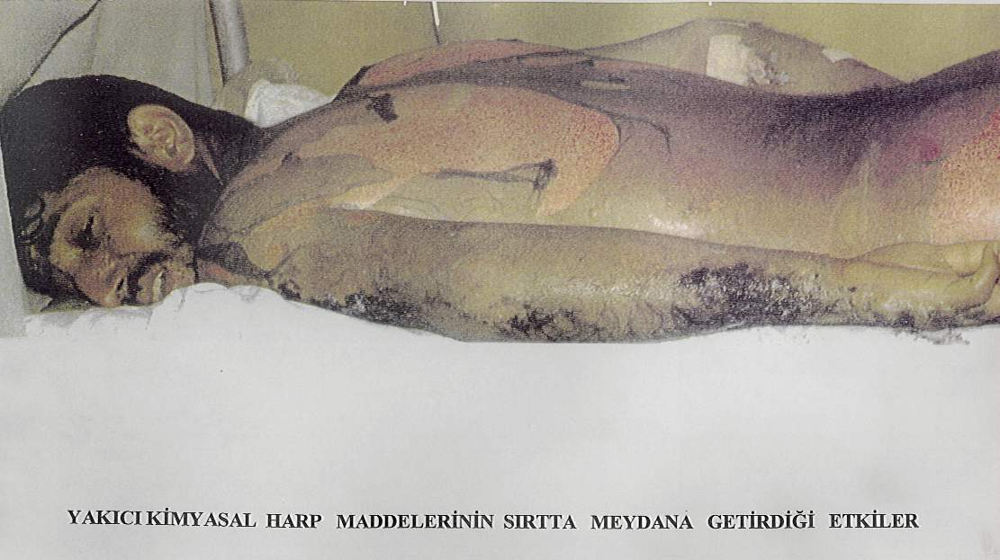 YAKICI KİMYASAL HARP MADDELERİNİN SIRTTA MEYDANA GETİRDİĞİ ETKİLER